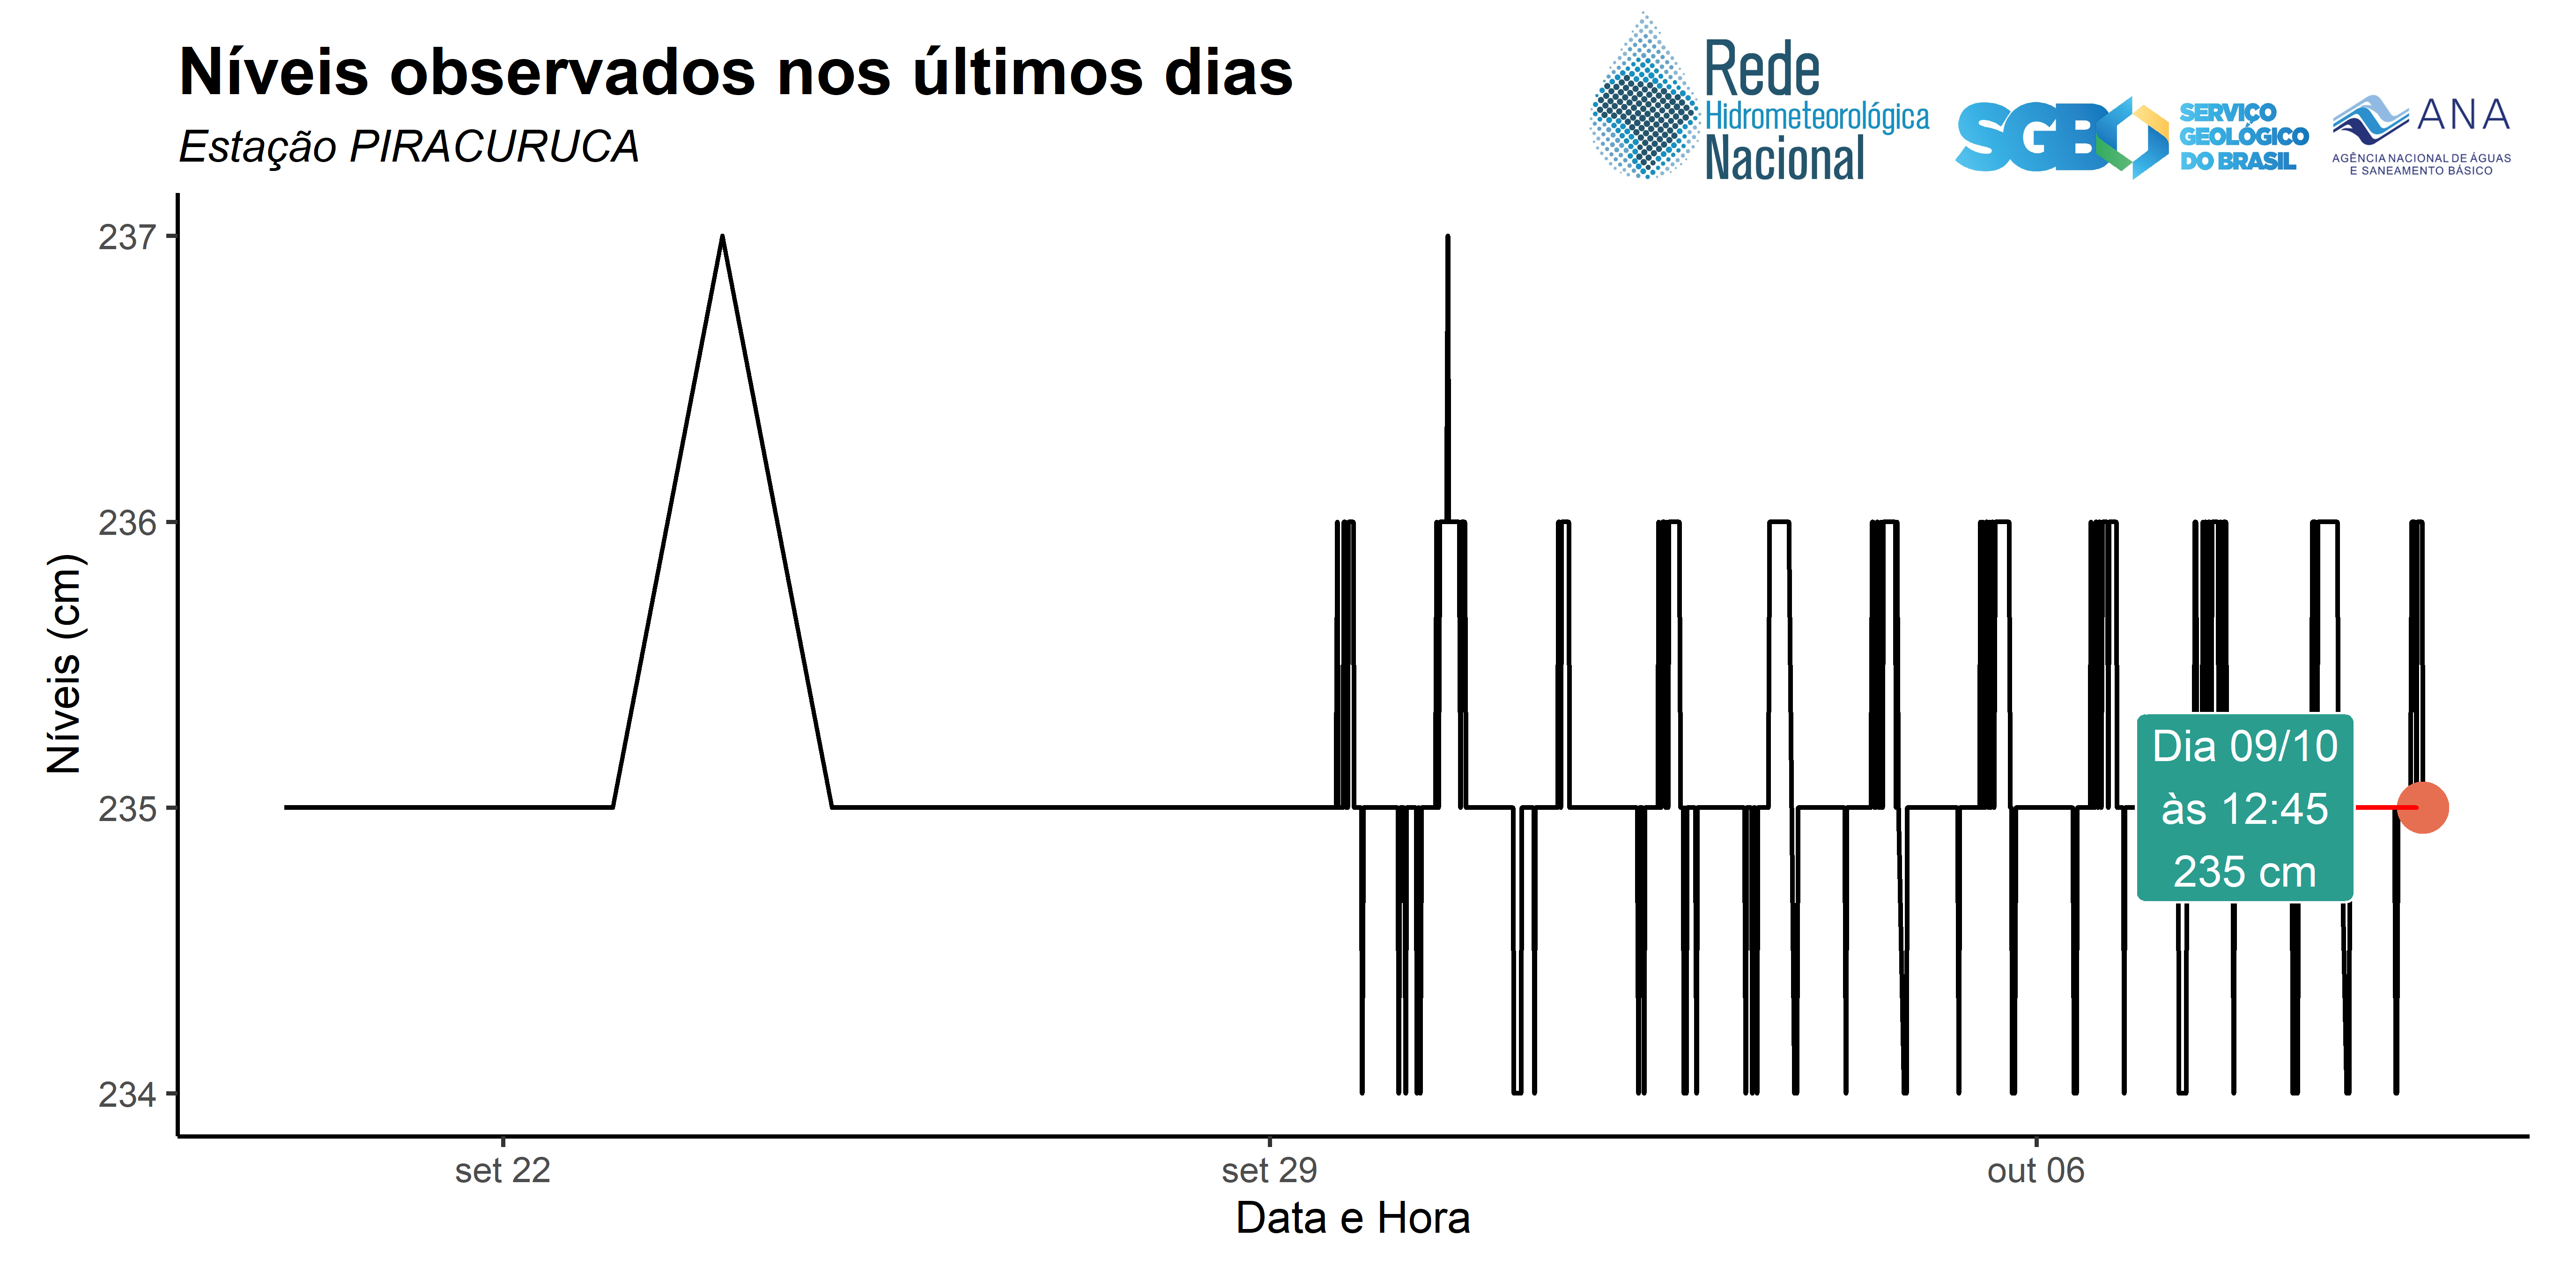 Níveis observados nos últimos dias
Estação PIRACURUCA
Rede
Hidrometeorológica
Nacional
SGB
SERVIÇO
GEOLÓGICO
DO BRASIL
ANA
AGÊNCIA NACIONAL DE ÁGUAS
E SANEAMENTO BÁSICO
Níveis (cm)
237
236
235
234
Dia 09/10
às 12:45
235 cm
set 22
set 29
out 06
Data e Hora